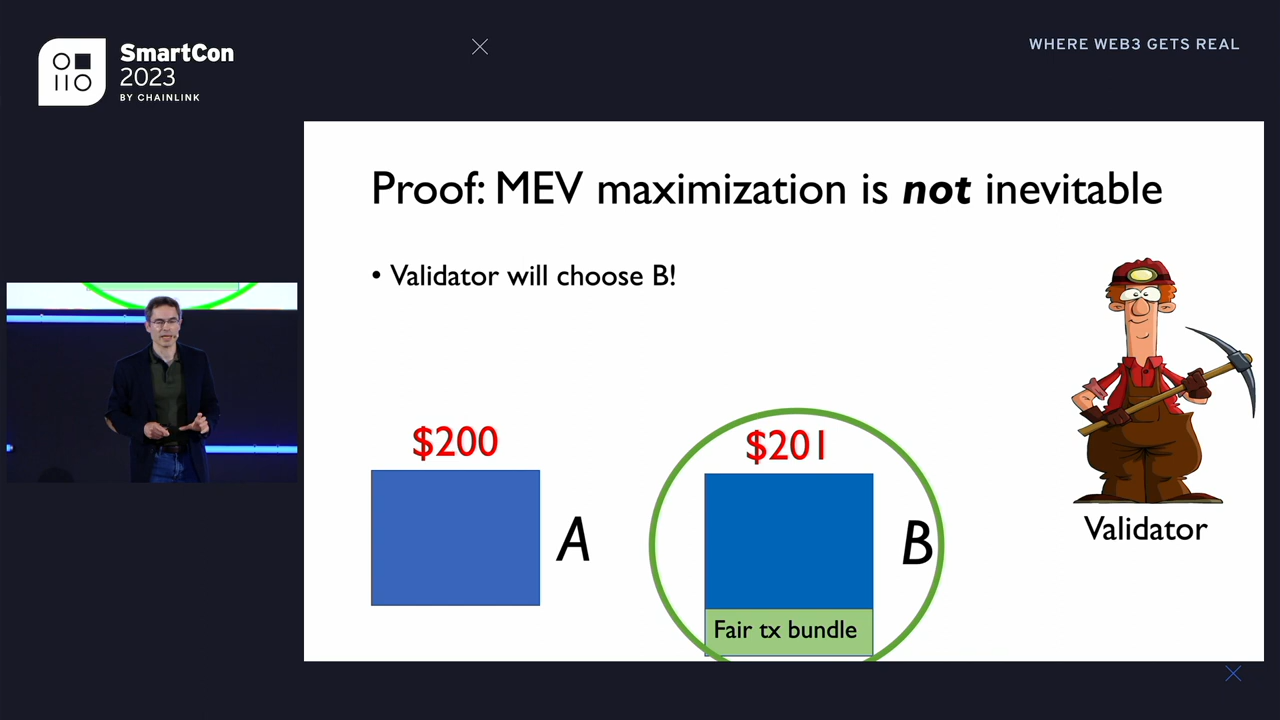 SmartCon
2023
BY CHAINLINK
WHERE WEB3 GETS REAL
Proof: MEV maximization is not inevitable
• Validator will choose B!
$200
A
$201
B
Fair tx bundle
Validator